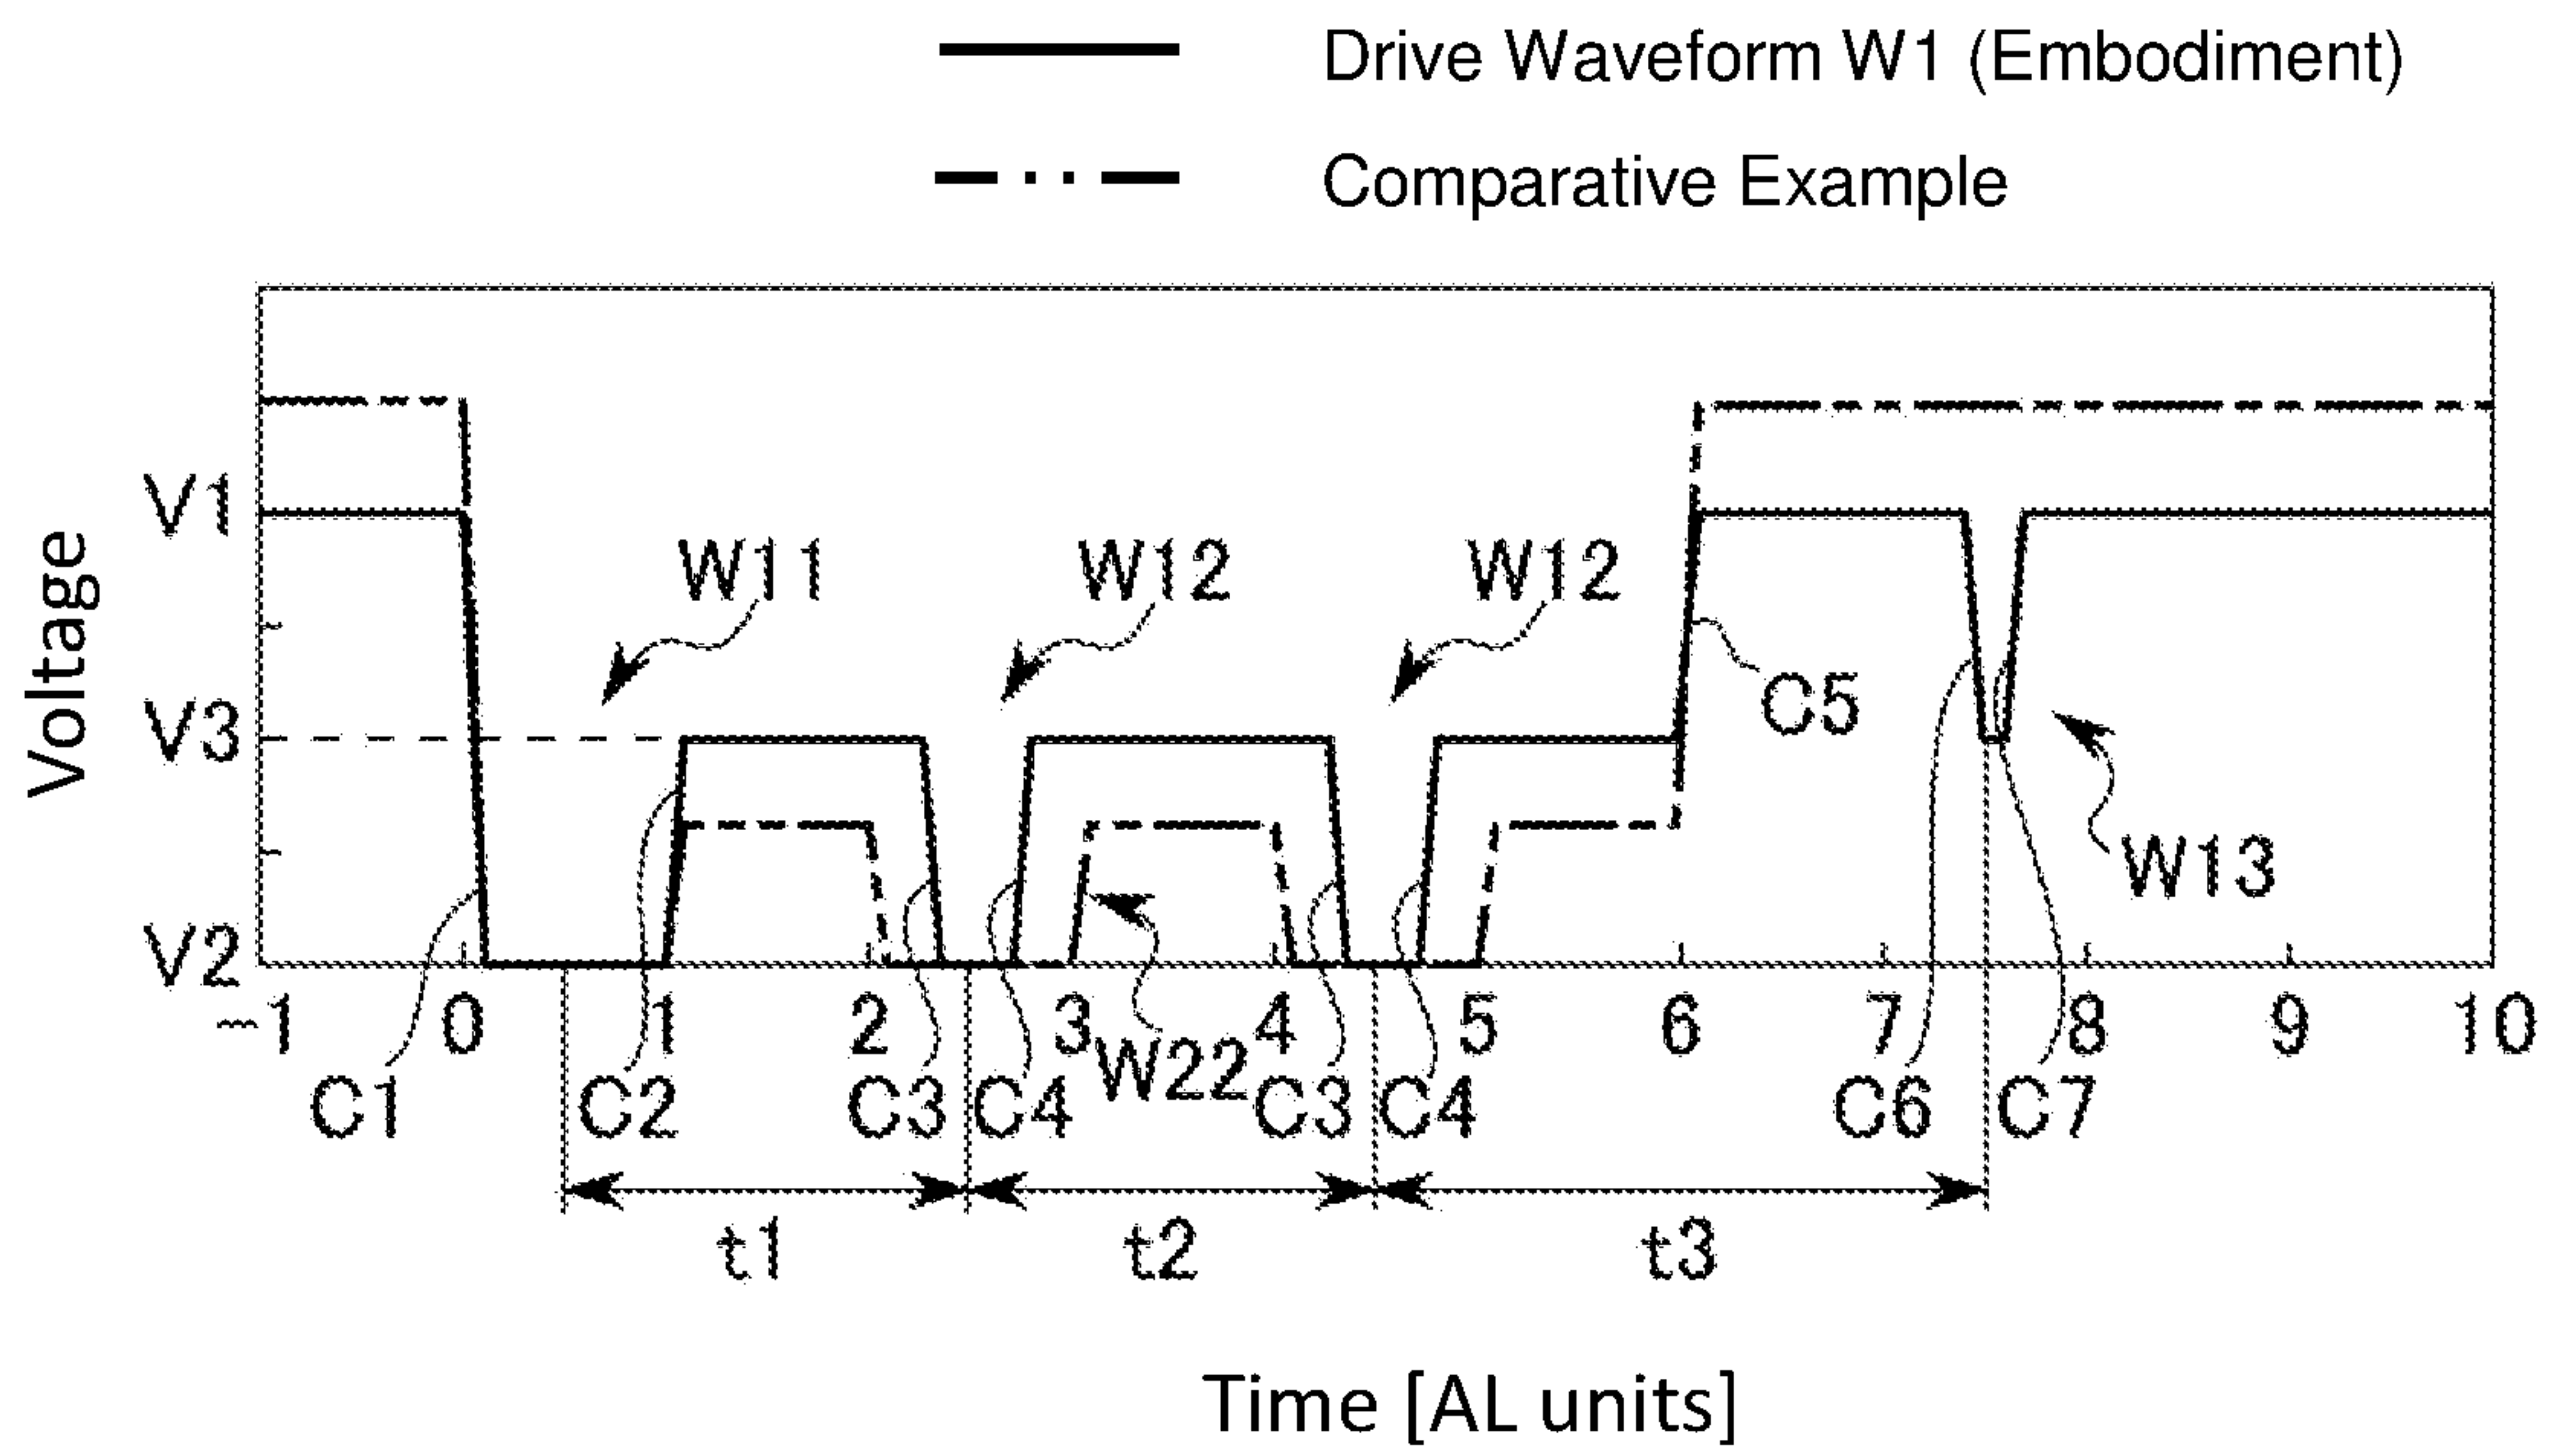 Drive Waveform W1 (Embodiment)
Comparative Example
Voltage
V1
V3
V2
W11
W12
W12
C5
W13
-1
0
1
2
3
4
5
6
7
8
9
10
W22
C1
C2
C3
C4
C3
C4
C6
C7
t1
t2
t3
Time [AL units]